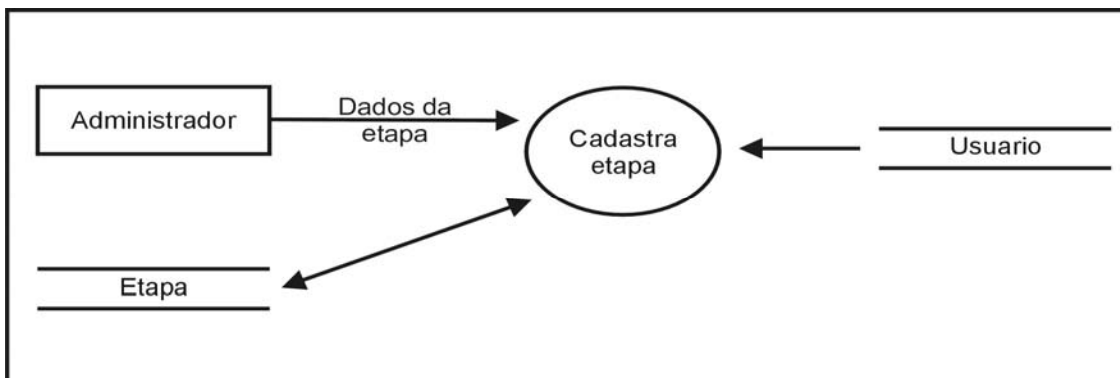 Administrador
Dados da
etapa
Cadastra
etapa
Usuario
Etapa